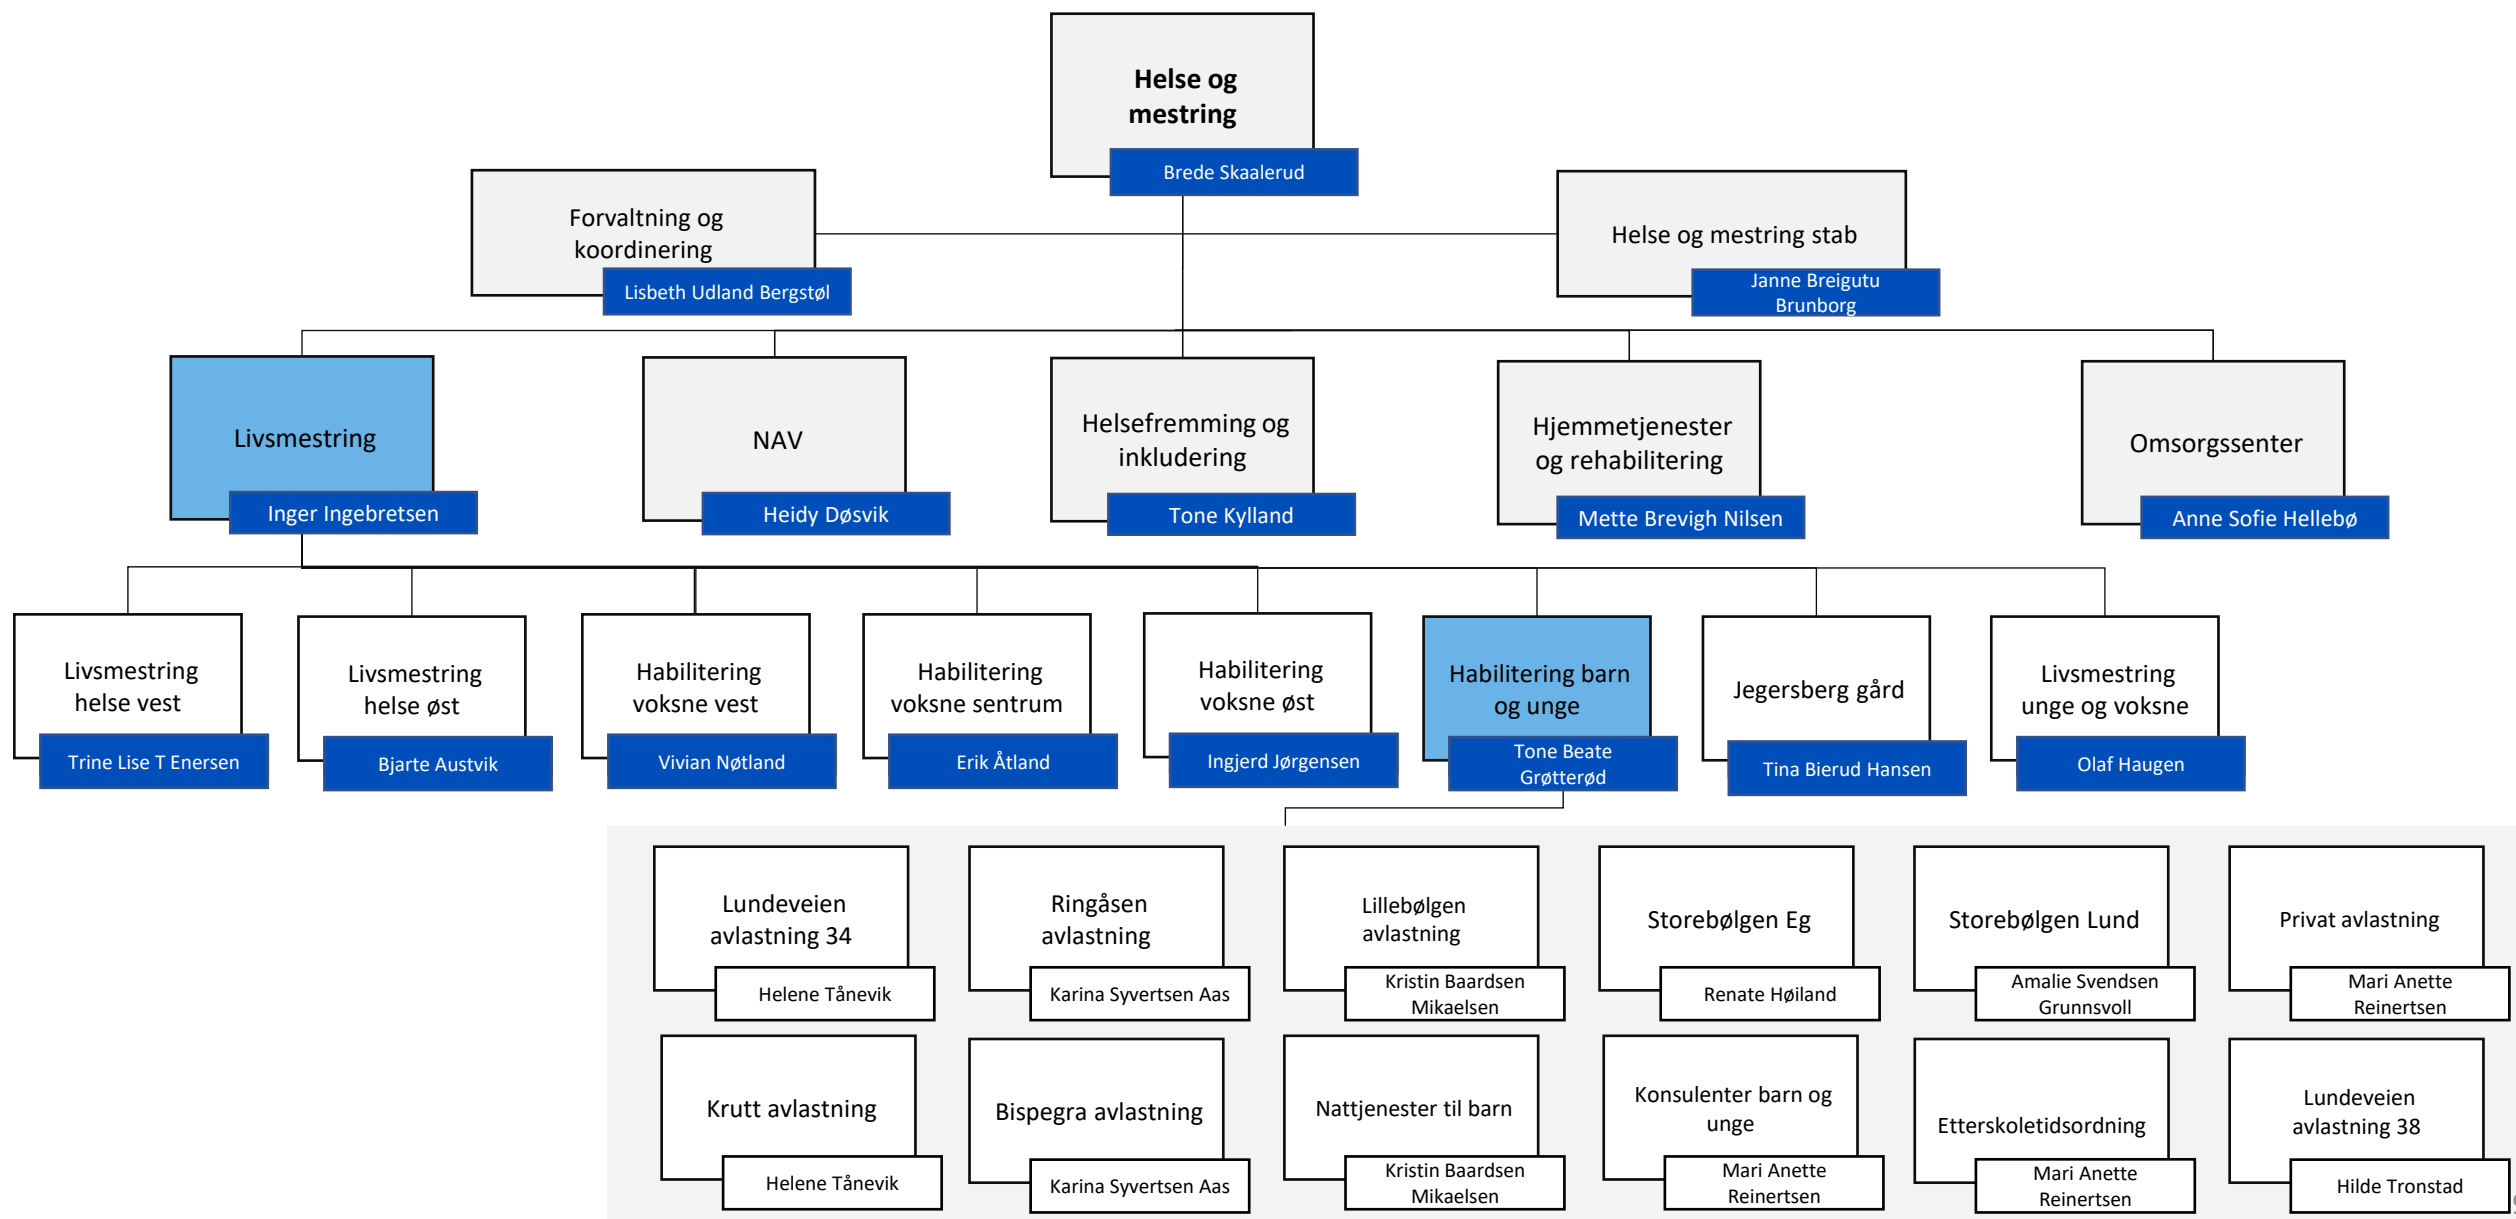 Helse og
mestring
Brede Skaalerud
Forvaltning og
koordinering
Lisbeth Udland Bergstøl
Helse og mestring stab
Janne Breigutu
Brunborg
Livsmestring
Inger Ingebretsen
NAV
Heidy Døsvik
Helsefremming og
inkludering
Tone Kylland
Hjemmetjenester
og rehabilitering
Mette Brevigh Nilsen
Omsorgssenter
Anne Sofie Hellebø
Livsmestring
helse vest
Trine Lise T Enersen
Livsmestring
helse øst
Bjarte Austvik
Habilitering
voksne vest
Vivian Nøtland
Habilitering
voksne sentrum
Erik Åtland
Habilitering
voksne øst
Ingjerd Jørgensen
Habilitering barn
og unge
Tone Beate
Grøtterød
Jegersberg gård
Tina Bierud Hansen
Livsmestring
unge og voksne
Olaf Haugen
Lundeveien
avlastning 34
Helene Tånevik
Ringåsen
avlastning
Karina Syvertsen Aas
Lillebølgen
avlastning
Kristin Baardsen
Mikaelsen
Storebølgen Eg
Renate Høiland
Storebølgen Lund
Amalie Svendsen
Grunnsvoll
Privat avlastning
Mari Anette
Reinertsen
Krutt avlastning
Helene Tånevik
Bispegra avlastning
Karina Syvertsen Aas
Nattjenester til barn
Kristin Baardsen
Mikaelsen
Konsulenter barn og
unge
Mari Anette
Reinertsen
Etterskoletidsordning
Mari Anette
Reinertsen
Lundeveien
avlastning 38
Hilde Tronstad